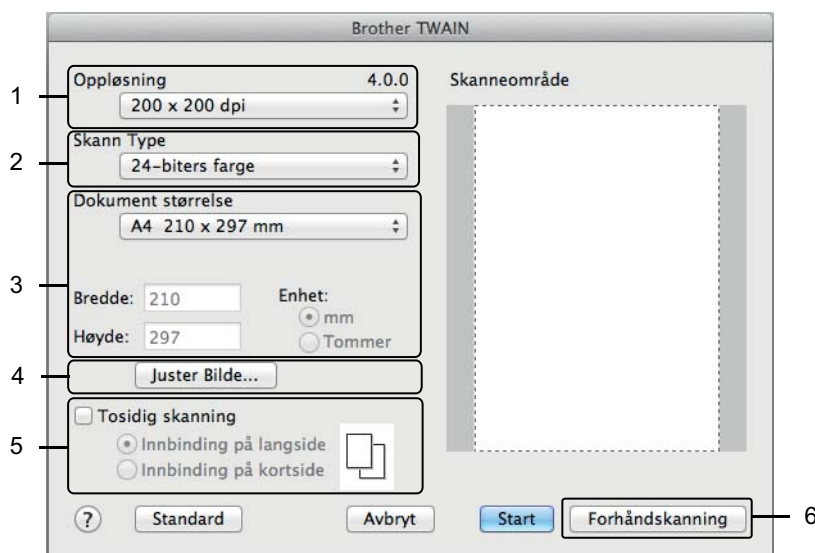 Brother TWAIN
1
Oppløsning 4.0.0
200 x 200 dpi
2
Skann Type
24-biters farge
3
Dokument størrelse
A4 210 x 297 mm
Bredde: 210
Enhet:
mm
Høyde: 297
Tommer
4
Juster Bilde...
5
Tosidig skanning
Innbinding på langside
Innbinding på kortside
Skanneområde
?
Standard
Avbryt
Start
Forhåndskanning
6